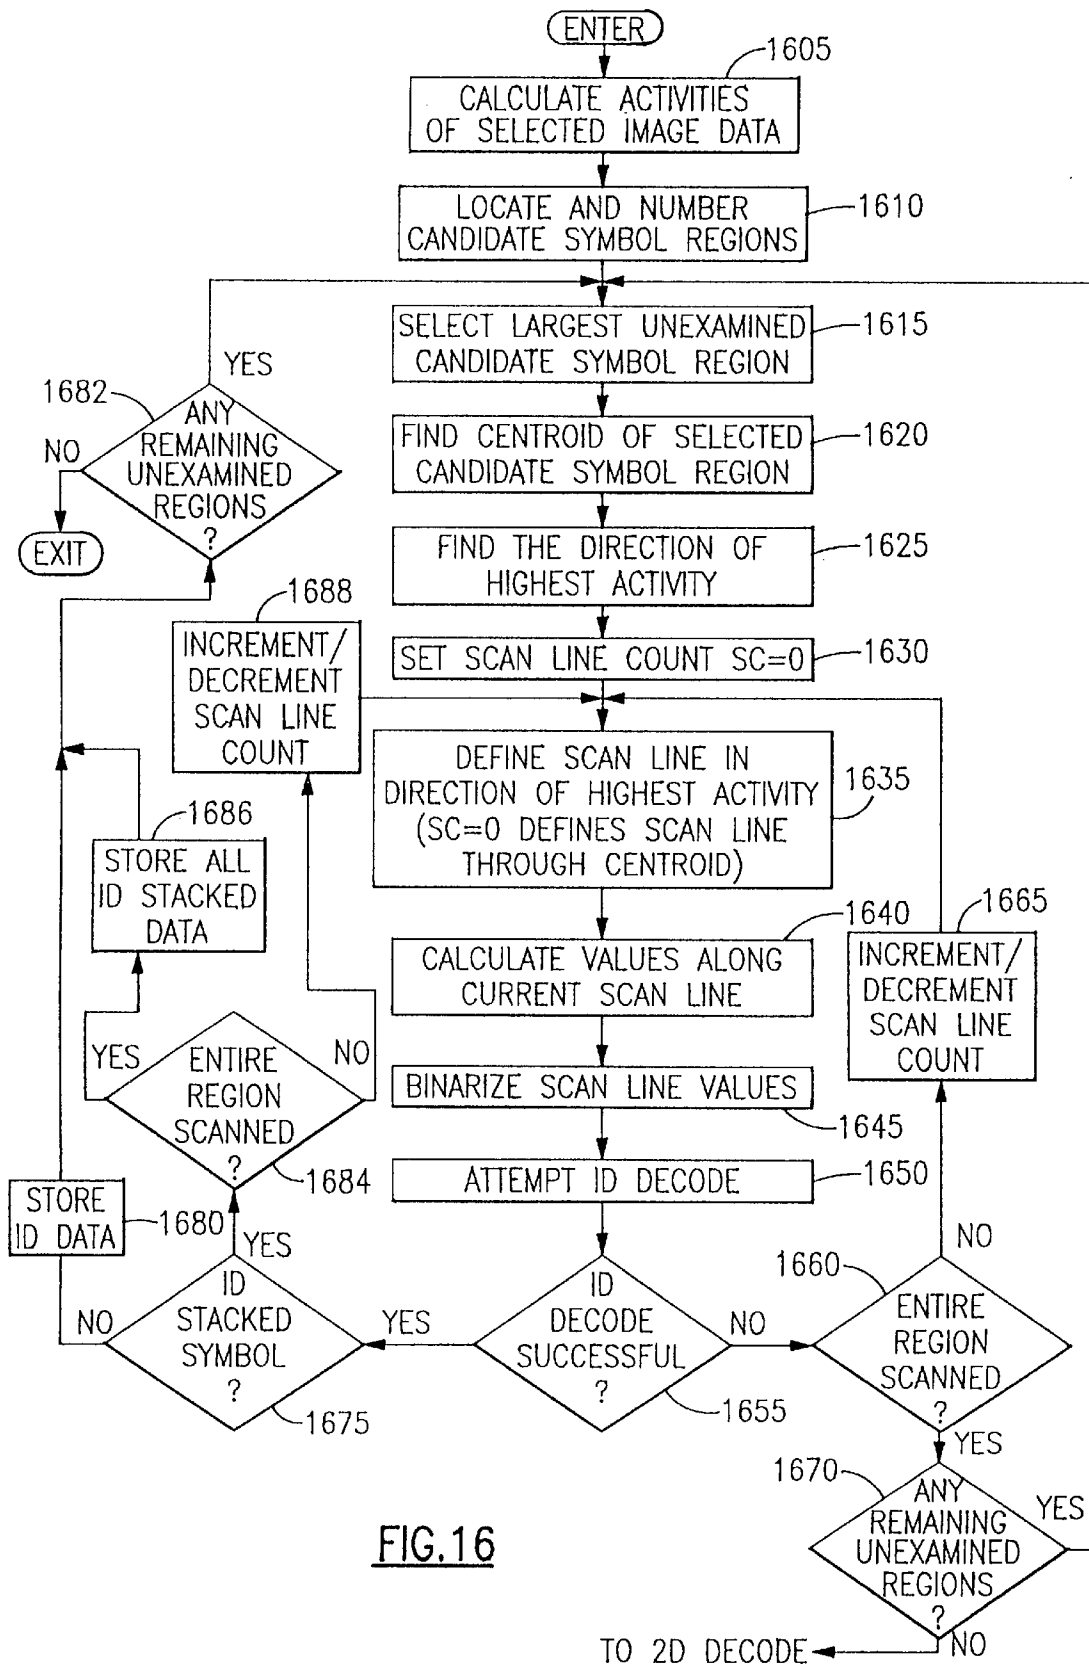 ENTER
1605
CALCULATE ACTIVITIES
OF SELECTED IMAGE DATA
LOCATE AND NUMBER
CANDIDATE SYMBOL REGIONS
1610
SELECT LARGEST UNEXAMINED
CANDIDATE SYMBOL REGION
1615
YES
1682
ANY
REMAINING
UNEXAMINED
REGIONS
?
NO
EXIT
FIND CENTROID OF SELECTED
CANDIDATE SYMBOL REGION
1620
FIND THE DIRECTION OF
HIGHEST ACTIVITY
1625
1688
INCREMENT/
DECREMENT
SCAN LINE
COUNT
SET SCAN LINE COUNT SC=0
1630
DEFINE SCAN LINE IN
DIRECTION OF HIGHEST ACTIVITY
(SC=0 DEFINES SCAN LINE
THROUGH CENTROID)
1635
1686
STORE ALL
ID STACKED
DATA
1640
CALCULATE VALUES ALONG
CURRENT SCAN LINE
1665
INCREMENT/
DECREMENT
SCAN LINE
COUNT
YES
ENTIRE
REGION
SCANNED
?
NO
1684
BINARIZE SCAN LINE VALUES
1645
ATTEMPT ID DECODE
1650
STORE
ID DATA
1680
YES
NO
ID
STACKED
SYMBOL
?
1675
YES
ID
DECODE
SUCCESSFUL
?
1655
NO
1660
NO
ENTIRE
REGION
SCANNED
?
YES
1670
ANY
REMAINING
UNEXAMINED
REGIONS
?
YES
NO
TO 2D DECODE
FIG.16